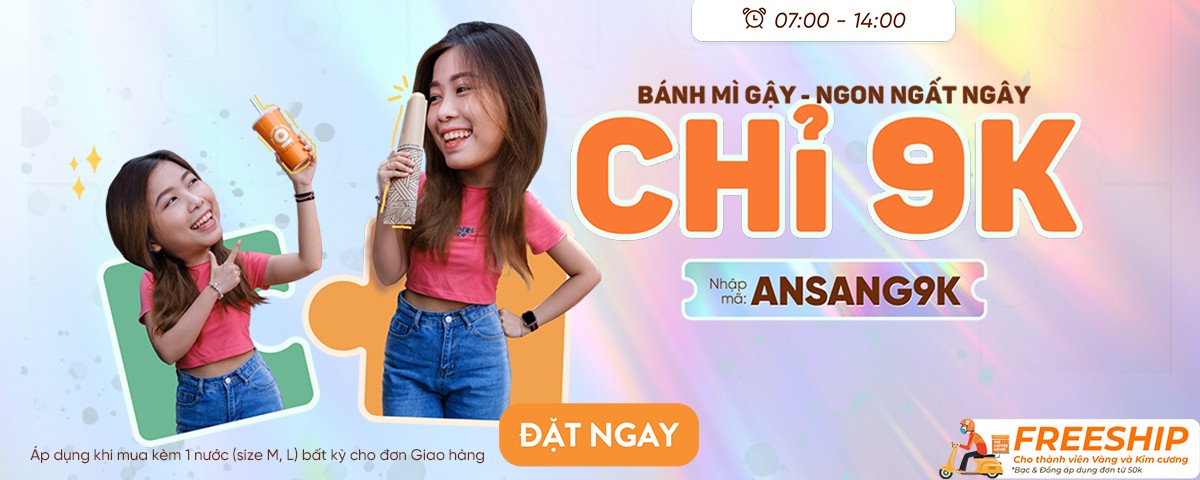 07:00 - 14:00
BÁNH MÌ GẬY - NGON NGẤT NGÂY
CHỈ 9K
Nhập
mã: ANSANG9K
ĐẶT NGAY
Áp dụng khi mua kèm 1 nước (size M, L) bất kỳ cho đơn Giao hàng
FREESHIP
Cho thành viên Vàng và Kim cương
*Bạc & Đồng áp dụng đơn từ 50k